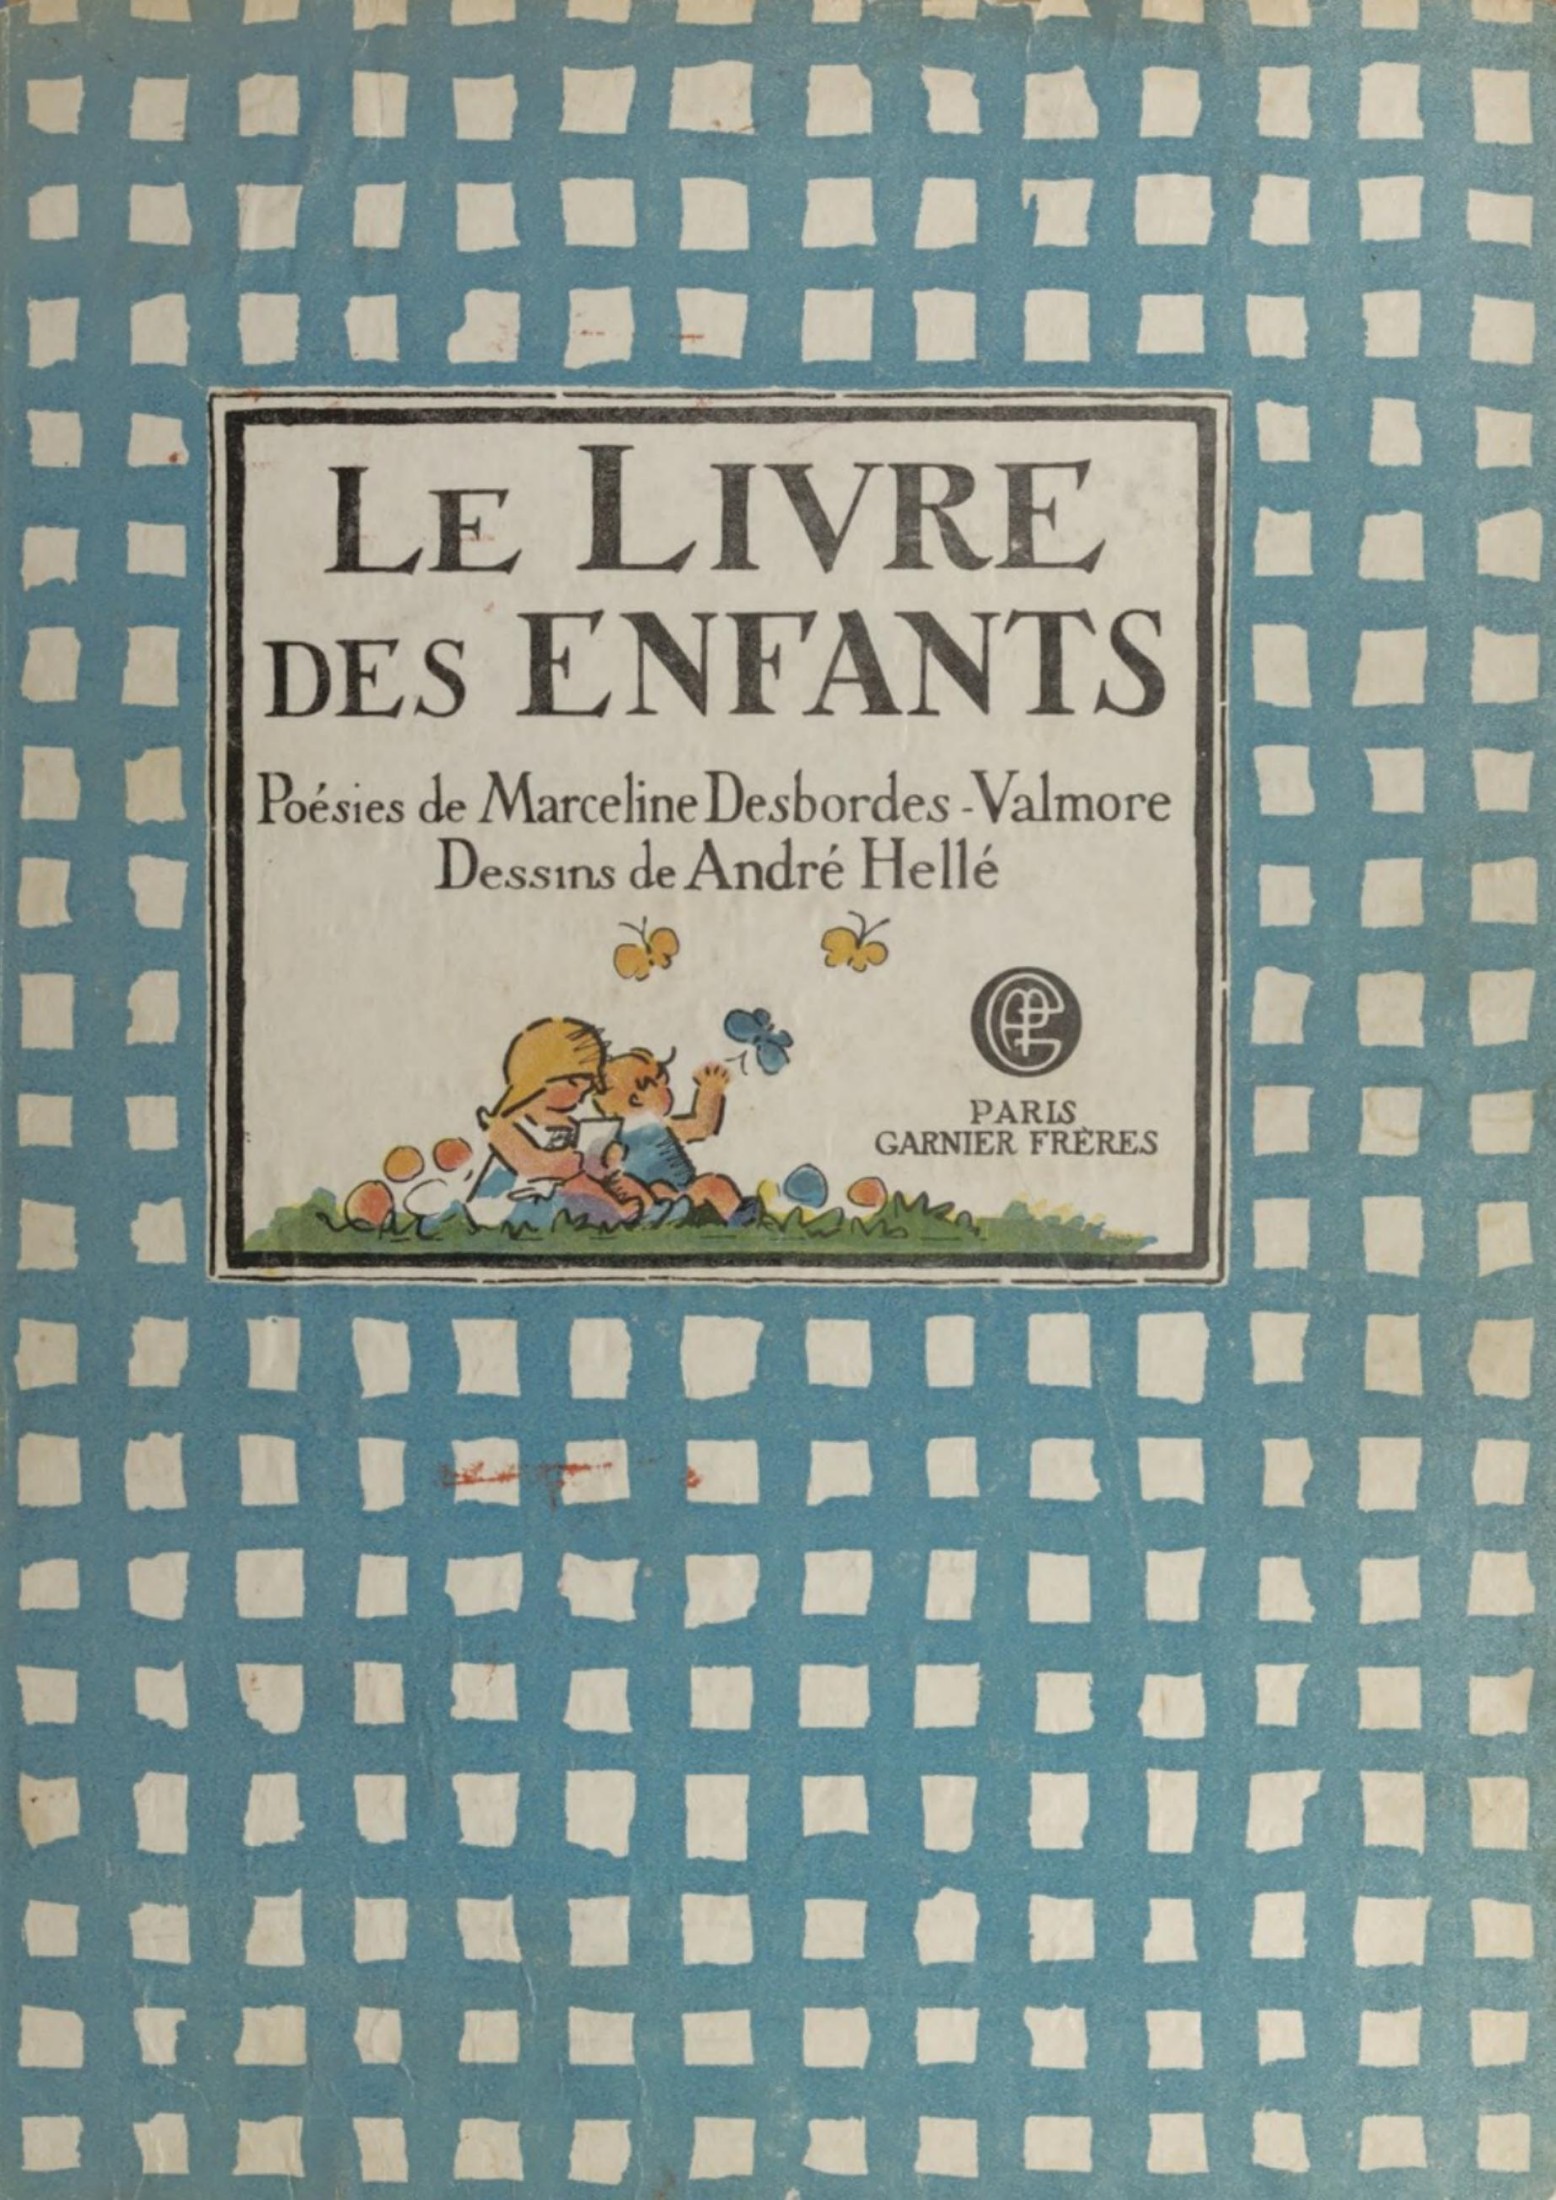 LE LIVRE
DES ENFANTS
Poésies de Marceline Desbordes-Valmore
Dessins de André Hellé
PARIS
GARNIER FRÈRES